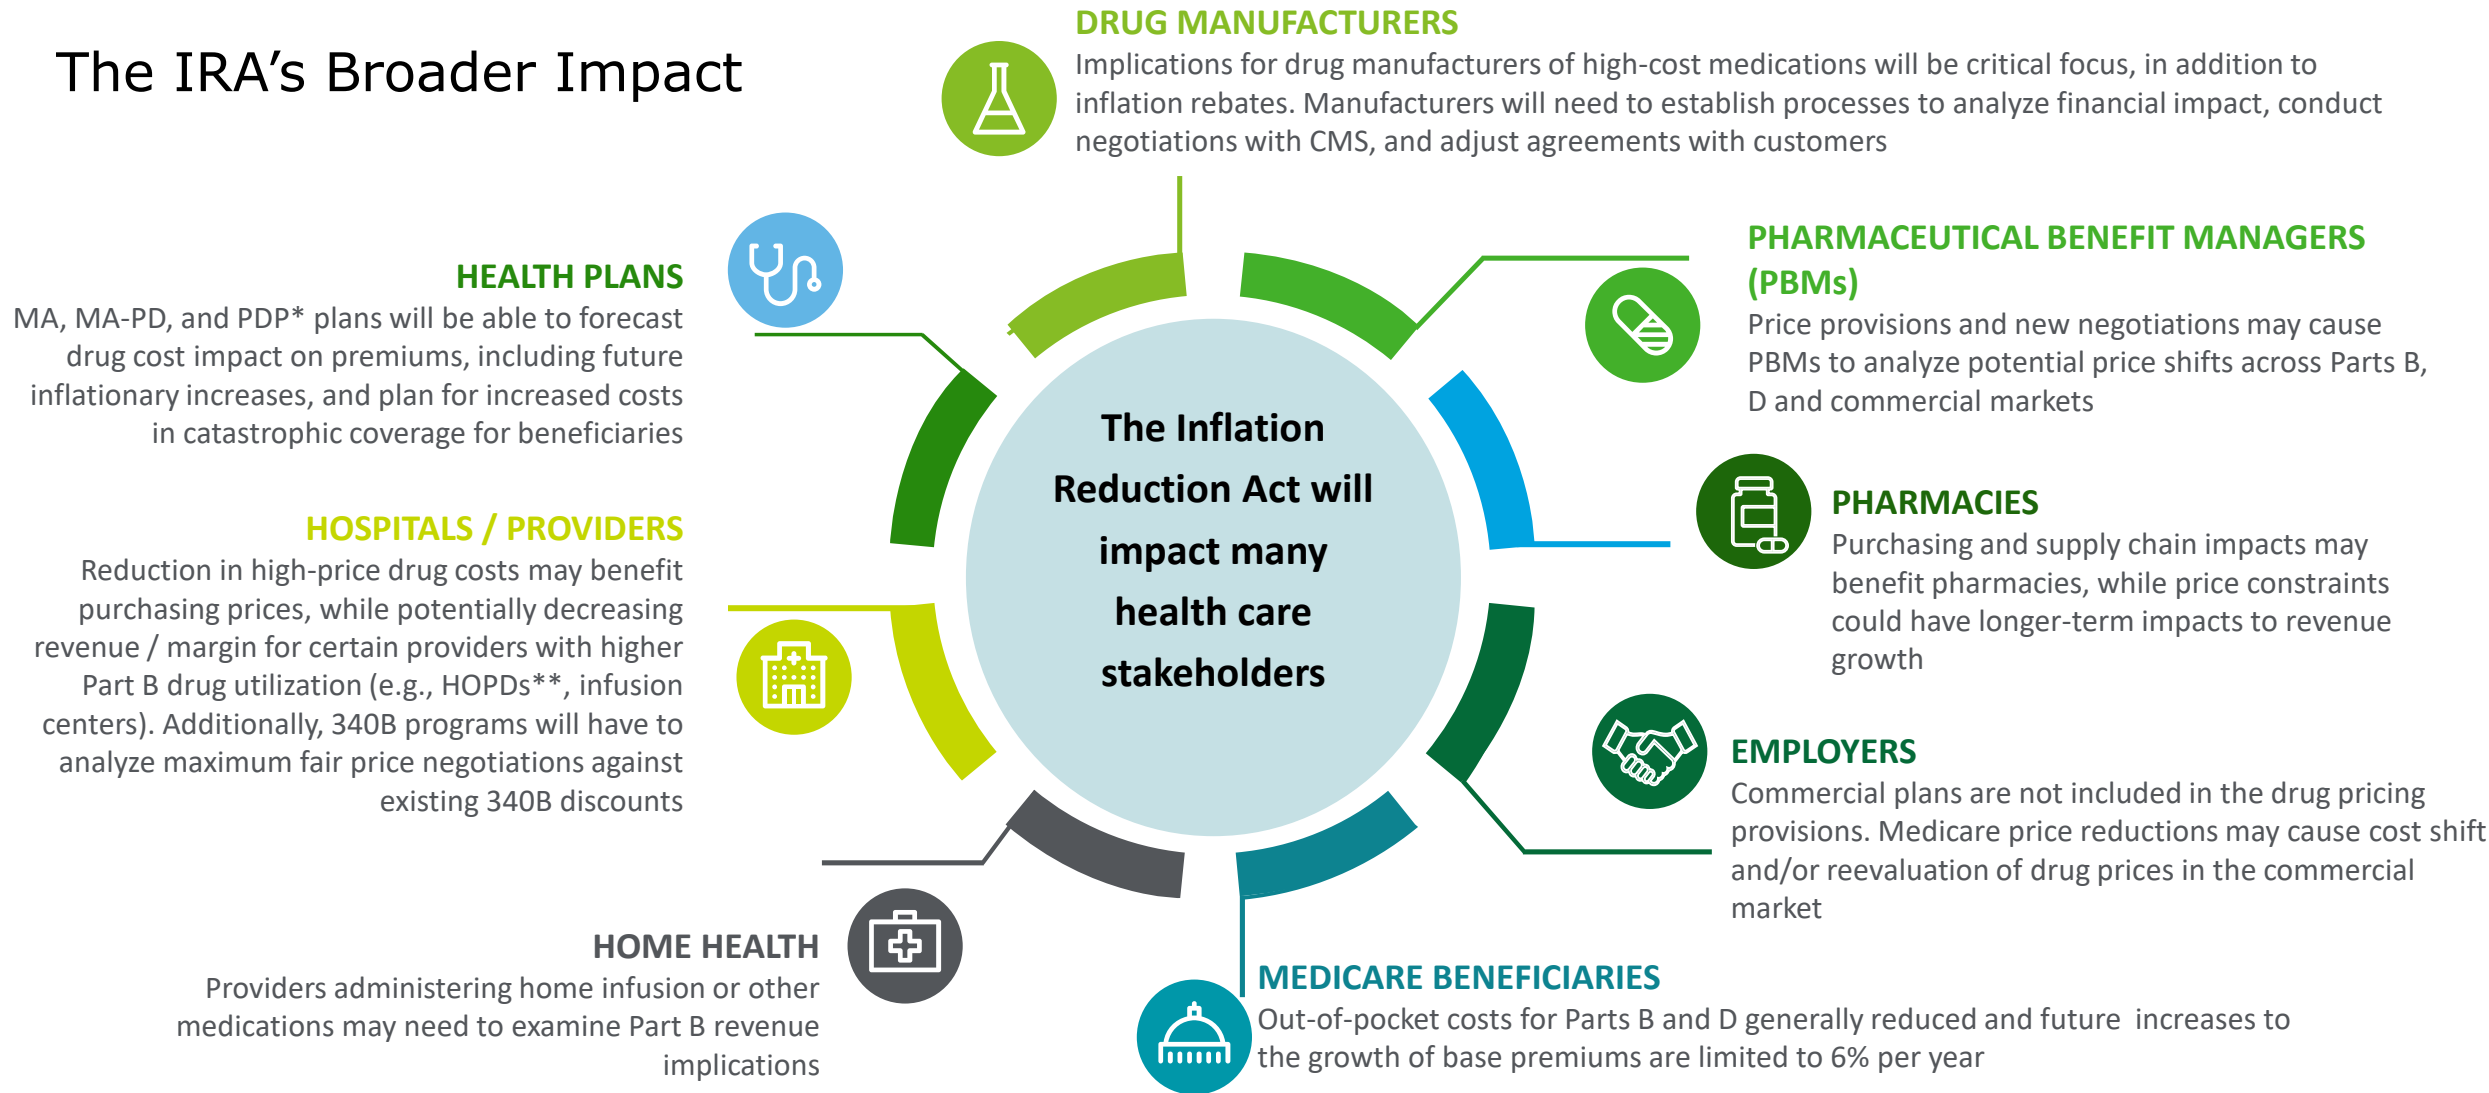 The IRA’s Broader Impact
DRUG MANUFACTURERS
Implications for drug manufacturers of high-cost medications will be critical focus, in addition to
inflation rebates. Manufacturers will need to establish processes to analyze financial impact, conduct
negotiations with CMS, and adjust agreements with customers
PHARMACEUTICAL BENEFIT MANAGERS
(PBMs)
Price provisions and new negotiations may cause
PBMs to analyze potential price shifts across Parts B,
D and commercial markets
PHARMACIES
Purchasing and supply chain impacts may
benefit pharmacies, while price constraints
could have longer-term impacts to revenue
growth
EMPLOYERS
Commercial plans are not included in the drug pricing
provisions. Medicare price reductions may cause cost shift
and/or reevaluation of drug prices in the commercial
market
MEDICARE BENEFICIARIES
Out-of-pocket costs for Parts B and D generally reduced and future  increases to
the growth of base premiums are limited to 6% per year
HOME HEALTH
Providers administering home infusion or other
medications may need to examine Part B revenue
implications
HOSPITALS / PROVIDERS
Reduction in high-price drug costs may benefit
purchasing prices, while potentially decreasing
revenue / margin for certain providers with higher
Part B drug utilization (e.g., HOPDs**, infusion
centers). Additionally, 340B programs will have to
analyze maximum fair price negotiations against
existing 340B discounts
HEALTH PLANS
MA, MA-PD, and PDP* plans will be able to forecast
drug cost impact on premiums, including future
inflationary increases, and plan for increased costs
in catastrophic coverage for beneficiaries
The Inflation
Reduction Act will
impact many
health care
stakeholders